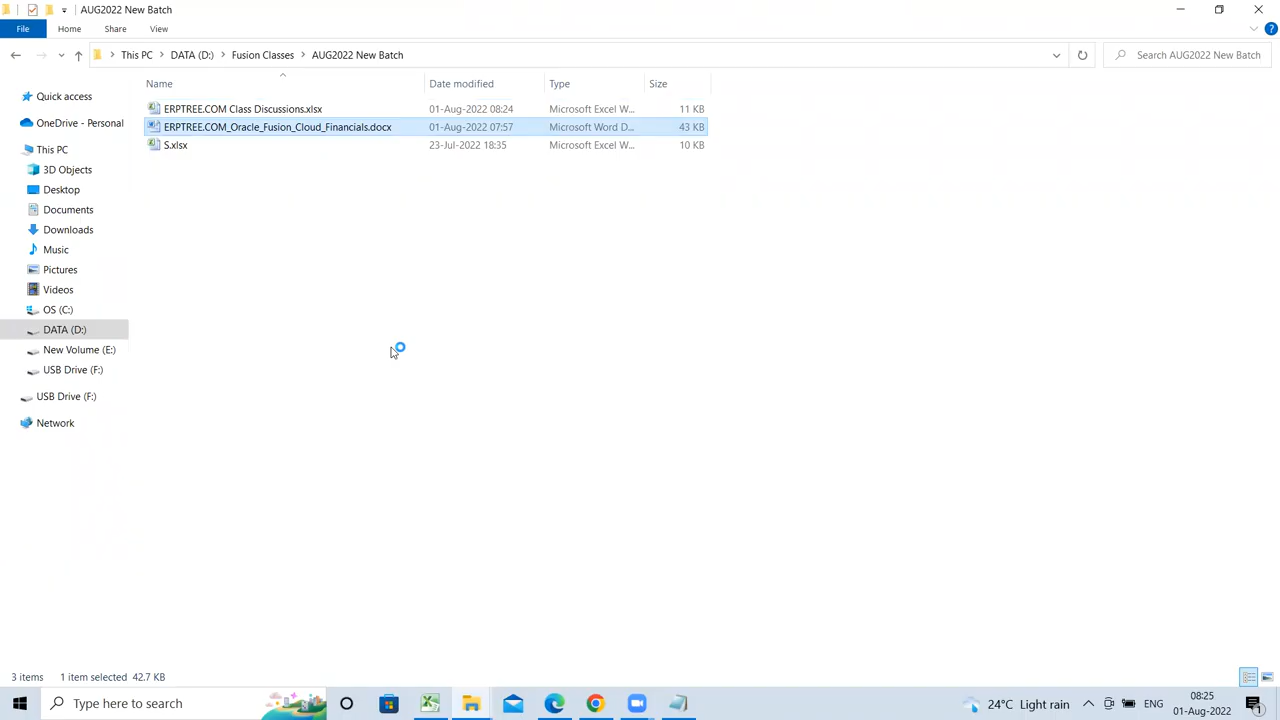 AUG2022 New Batch
File Home Share View
This PC DATA (D:) Fusion Classes AUG2022 New Batch Search AUG2022 New Batch
Name Date modified Type Size
Quick access
OneDrive - Personal
This PC
3D Objects
Desktop
Documents
Downloads
Music
Pictures
Videos
OS (C:)
DATA (D:)
New Volume (E:)
USB Drive (F:)
USB Drive (F:)
Network
ERPTREE.COM Class Discussions.xlsx 01-Aug-2022 08:24 Microsoft Excel W... 11 KB
ERPTREE.COM_Oracle_Fusion_Cloud_Financials.docx 01-Aug-2022 07:57 Microsoft Word D... 43 KB
S.xlsx 23-Jul-2022 18:35 Microsoft Excel W... 10 KB
3 items 1 item selected 42.7 KB
Type here to search
24°C Light rain ENG
08:25
01-Aug-2022
1